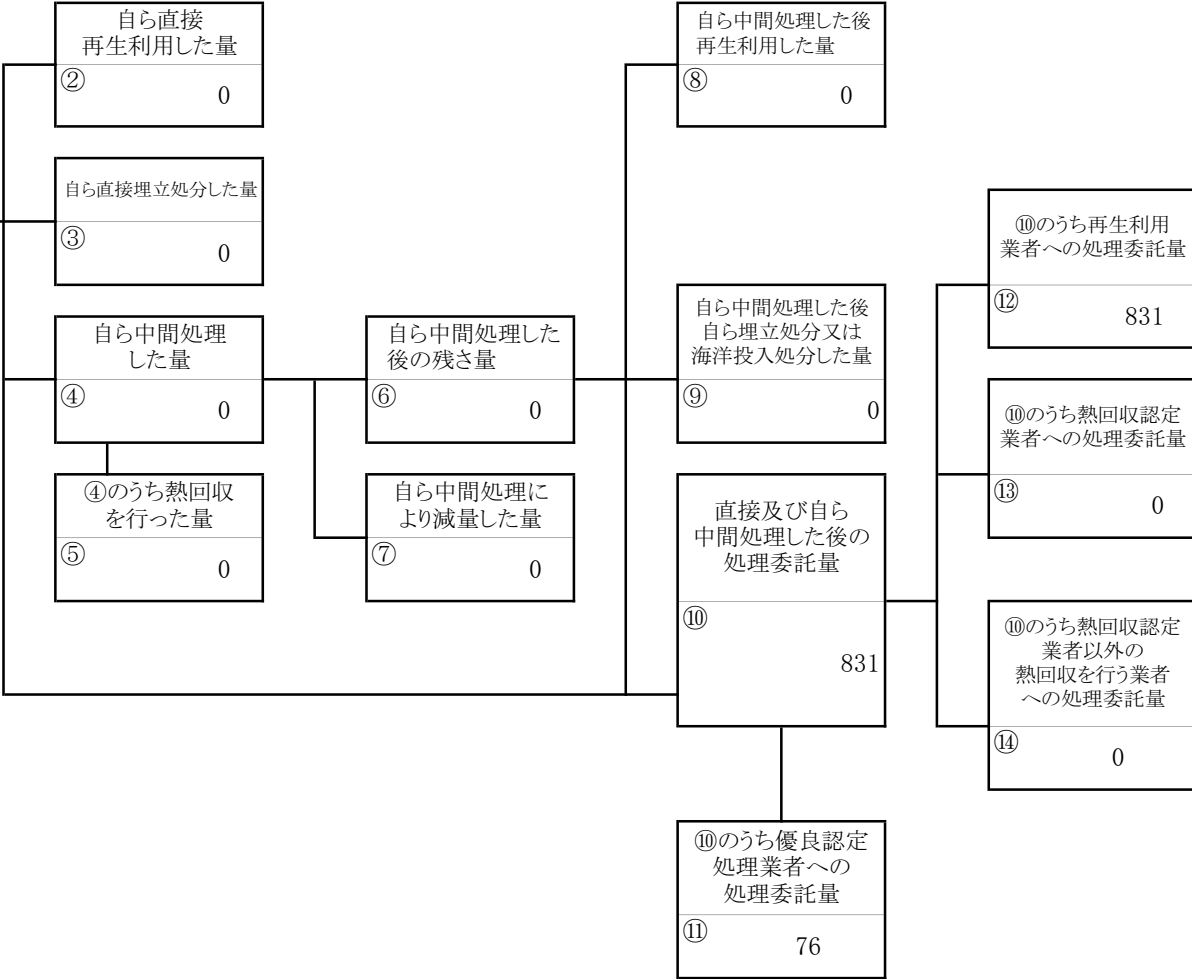 自ら直接
再生利用した量
②
0
自ら直接埋立処分した量
③
0
自ら中間処理
した量
④
0
④のうち熱回収
を行った量
⑤
0
自ら中間処理した
後の残さ量
⑥
0
自ら中間処理に
より減量した量
⑦
0
自ら中間処理した後
再生利用した量
⑧
0
自ら中間処理した後
自ら埋立処分又は
海洋投入処分した量
⑨
0
直接及び自ら
中間処理した後の
処理委託量
⑩
831
⑩のうち優良認定
処理業者への
処理委託量
⑪
76
⑩のうち再生利用
業者への処理委託量
⑫
831
⑩のうち熱回収認定
業者への処理委託量
⑬
0
⑩のうち熱回収認定
業者以外の
熱回収を行う業者
への処理委託量
⑭
0